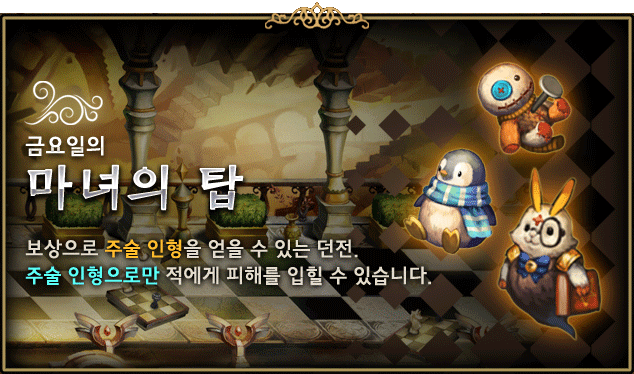 금요일의
마녀의 탑
보상으로 주술 인형을 얻을 수 있는 던전.
주술 인형으로만 적에게 피해를 입힐 수 있습니다.